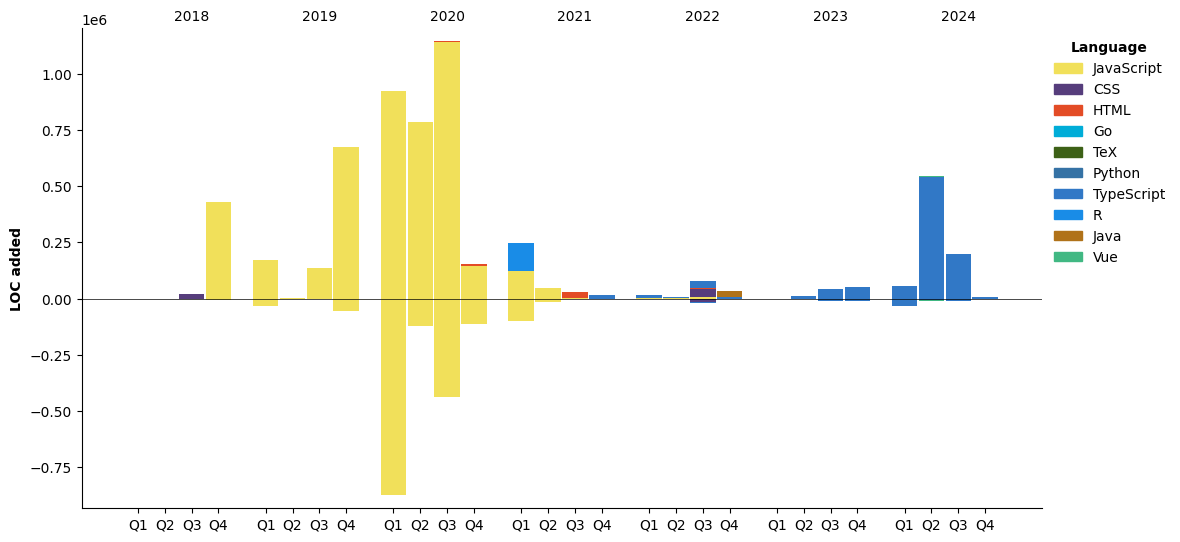 1e6
2018 2019 2020 2021 2022 2023 2024
Language
JavaScript
CSS
HTML
Go
TeX
Python
TypeScript
R
Java
Vue
LOC added
1.00
0.75
0.50
0.25
0.00
−0.25
−0.50
−0.75
Q1 Q2 Q3 Q4 Q1 Q2 Q3 Q4 Q1 Q2 Q3 Q4 Q1 Q2 Q3 Q4 Q1 Q2 Q3 Q4 Q1 Q2 Q3 Q4 Q1 Q2 Q3 Q4